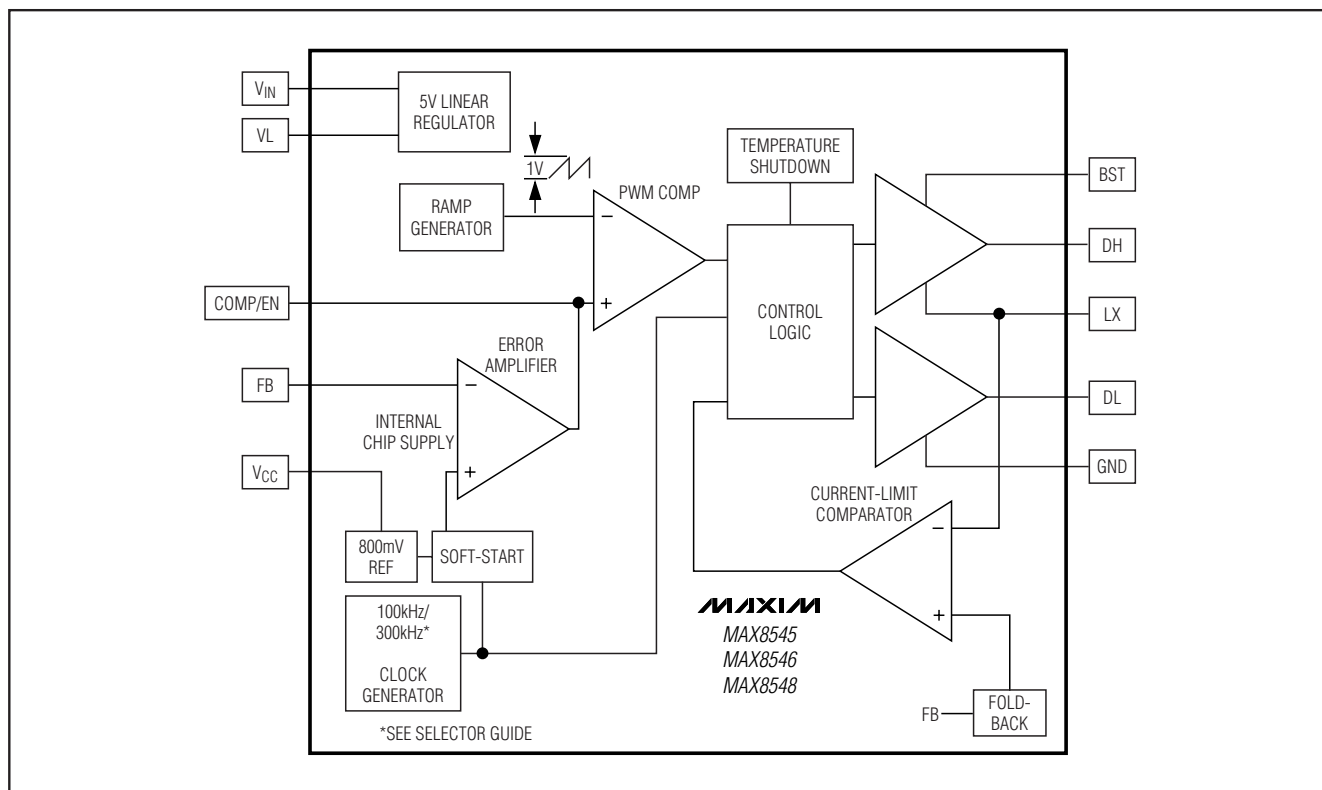 VIN
VL
5V LINEAR
REGULATOR
1V
RAMP
GENERATOR
PWM COMP
−
+
TEMPERATURE
SHUTDOWN
BST
DH
LX
DL
GND
COMP/EN
CONTROL
LOGIC
ERROR
AMPLIFIER
FB
−
INTERNAL
CHIP SUPPLY
+
VCC
800mV
REF
SOFT-START
CURRENT-LIMIT
COMPARATOR
−
+
100kHz/
300kHz*
CLOCK
GENERATOR
MAXIM
MAX8545
MAX8546
MAX8548
FB
FOLD-
BACK
*SEE SELECTOR GUIDE